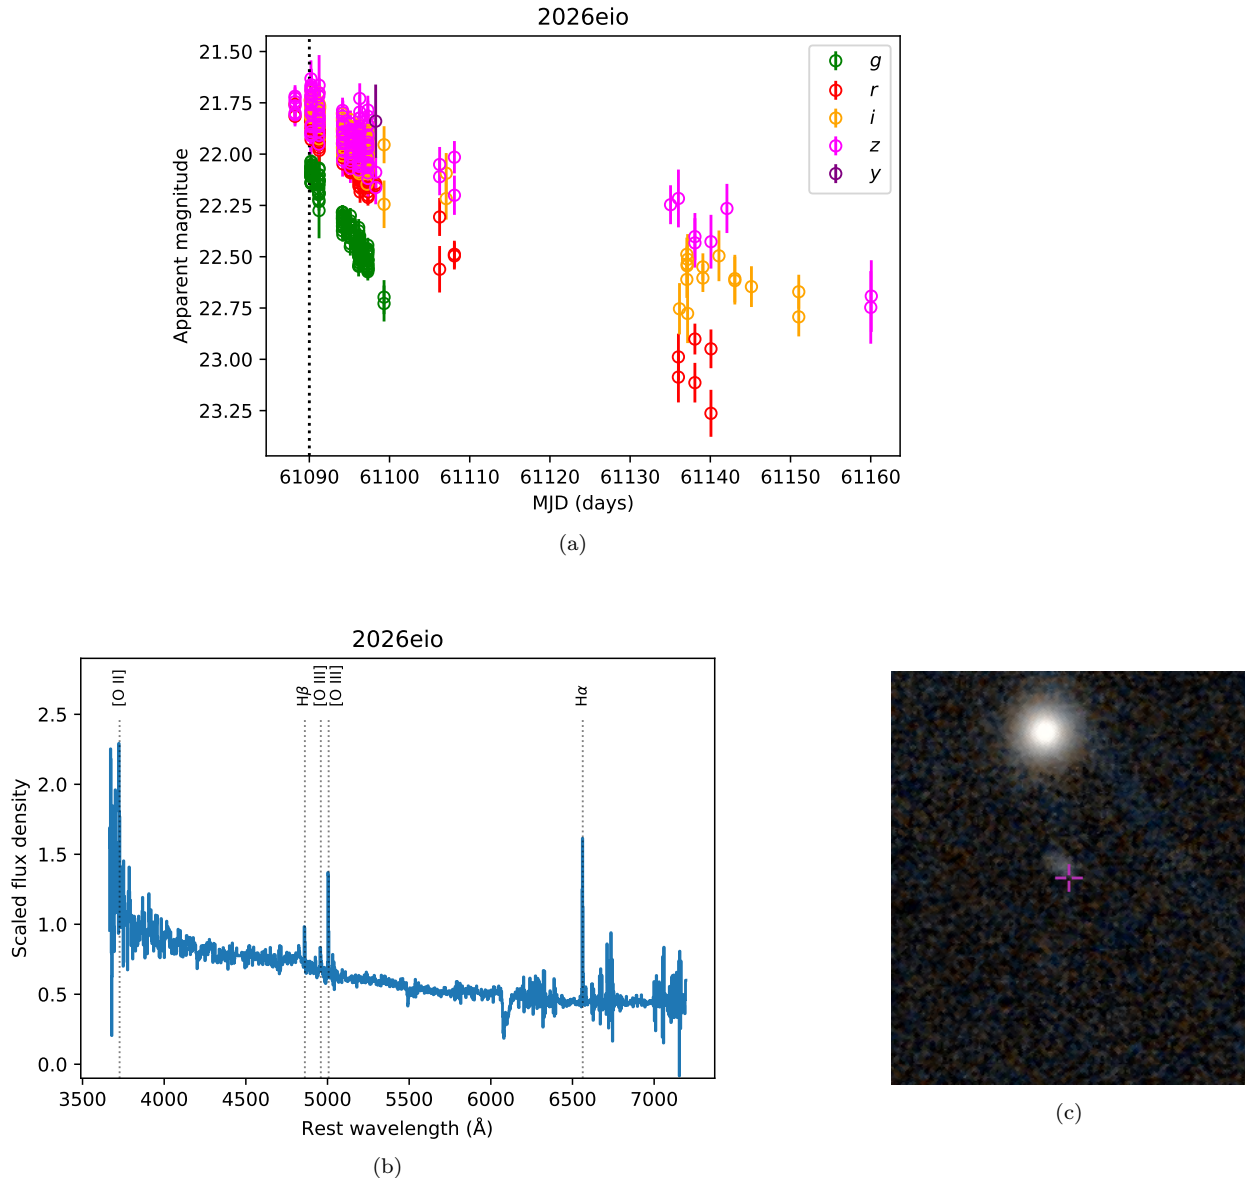 2026eio
21.50
21.75
22.00
22.25
22.50
22.75
23.00
23.25
Apparent magnitude
g
r
i
z
y
61090 61100 61110 61120 61130 61140 61150 61160
MJD (days)
(a)
2026eio
[O II]
Hβ
[O III]
[O III]
Hα
2.5
2.0
1.5
1.0
0.5
0.0
Scaled flux density
3500 4000 4500 5000 5500 6000 6500 7000
Rest wavelength (Å)
(b)
(c)